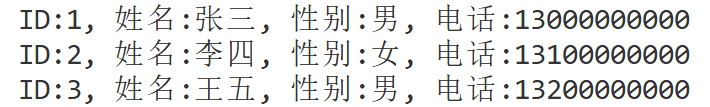 ID:1, 姓名:张三, 性别:男, 电话:13000000000
ID:2, 姓名:李四, 性别:女, 电话:13100000000
ID:3, 姓名:王五, 性别:男, 电话:13200000000